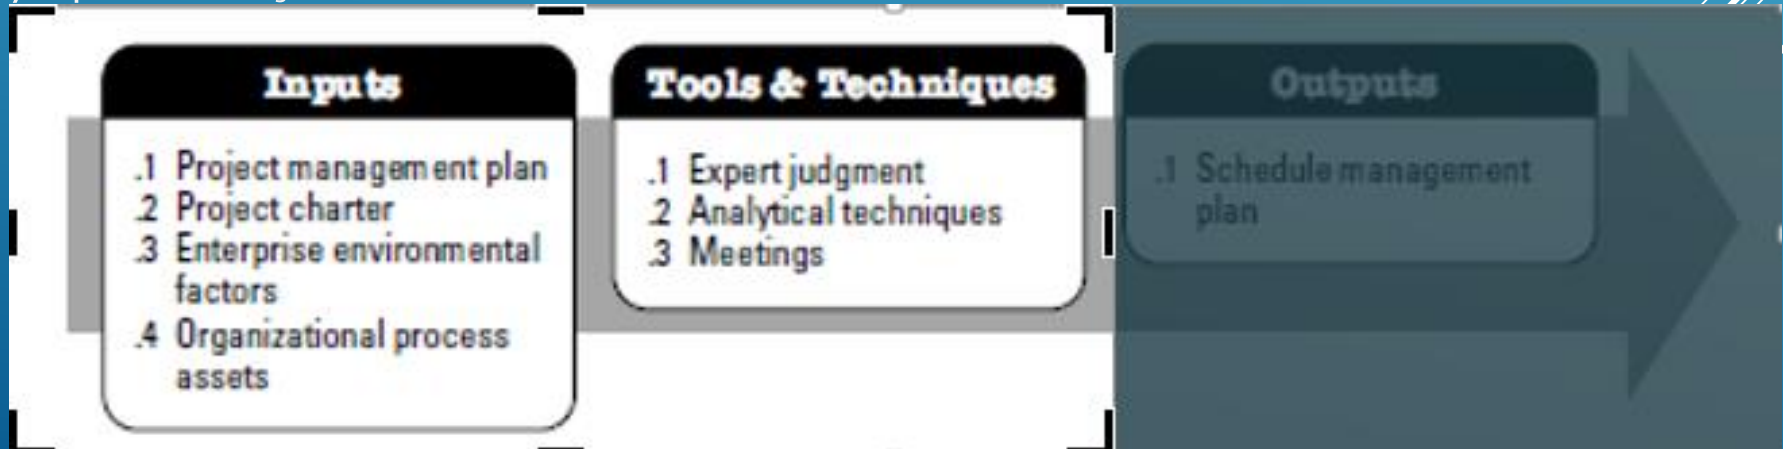 Inputs
.1 Project management plan
.2 Project charter
.3 Enterprise environmental
factors
.4 Organizational process
assets
Tools & Techniques
.1 Expert judgment
.2 Analytical techniques
.3 Meetings
Outputs
.1 Schedule management
plan